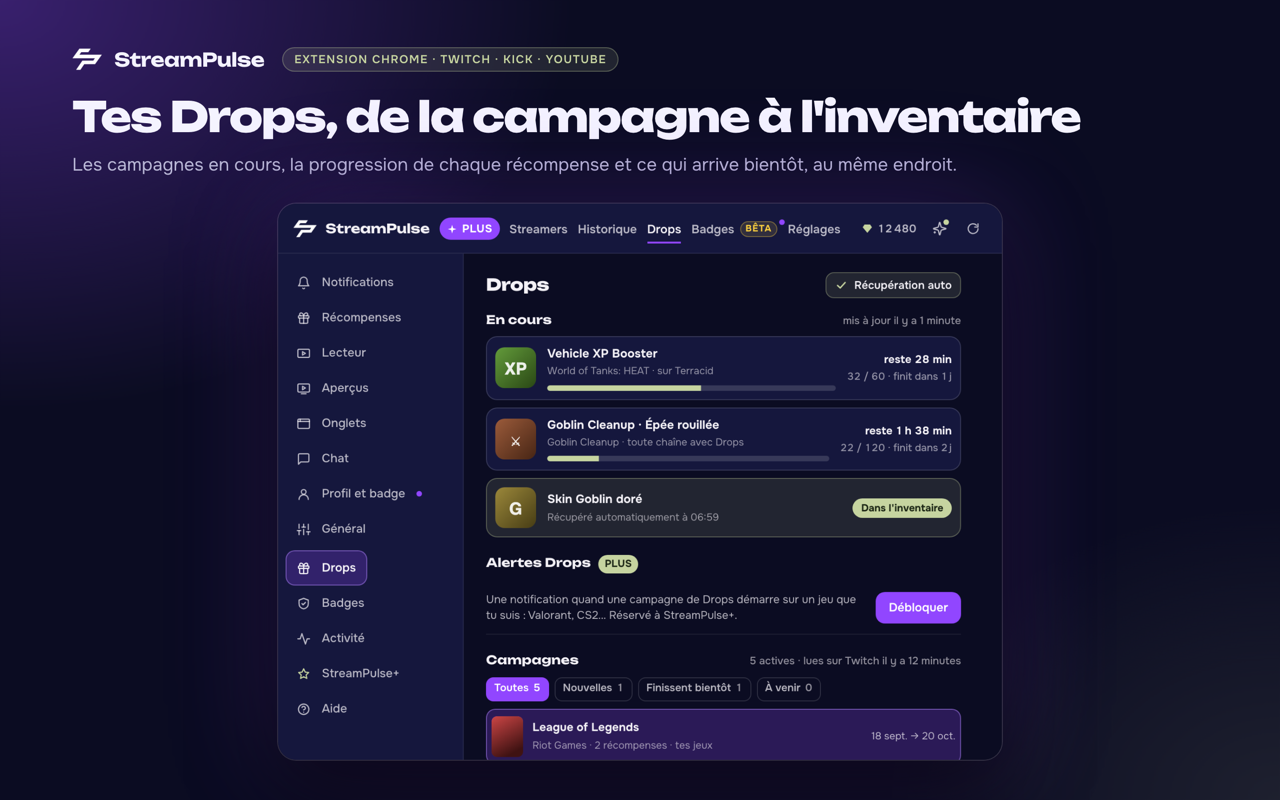 StreamPulse
EXTENSION CHROME · TWITCH · KICK · YOUTUBE
Tes Drops, de la campagne à l'inventaire
Les campagnes en cours, la progression de chaque récompense et ce qui arrive bientôt, au même endroit.
StreamPulse
PLUS
Streamers
Historique
Drops
Badges
BÊTA
Réglages
12 480
Notifications
Récompenses
Lecteur
Aperçus
Onglets
Chat
Profil et badge
Général
Drops
Badges
Activité
StreamPulse+
Aide
Drops
Récupération auto
En cours
mis à jour il y a 1 minute
XP
Vehicle XP Booster
World of Tanks: HEAT · sur Terracid
reste 28 min
32 / 60 · finit dans 1 j
Goblin Cleanup · Épée rouillée
Goblin Cleanup · toute chaîne avec Drops
reste 1 h 38 min
22 / 120 · finit dans 2 j
G
Skin Goblin doré
Récupéré automatiquement à 06:59
Dans l'inventaire
Alertes Drops
PLUS
Une notification quand une campagne de Drops démarre sur un jeu que
tu suis : Valorant, CS2... Réservé à StreamPulse+.
Débloquer
Campagnes
5 actives · lues sur Twitch il y a 12 minutes
Toutes 5
Nouvelles 1
Finissent bientôt 1
À venir 0
League of Legends
Riot Games · 2 récompenses · tes jeux
18 sept. → 20 oct.